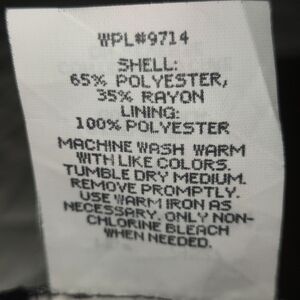 WPL#9714
SHELL:
65% POLYESTER,
35% RAYON
LINING:
100% POLYESTER
MACHINE WASH WARM
WITH LIKE COLORS.
TUMBLE DRY MEDIUM.
REMOVE PROMPTLY.
USE WARM IRON AS
NECESSARY. ONLY NON-
CHLORINE BLEACH
WHEN NEEDED.